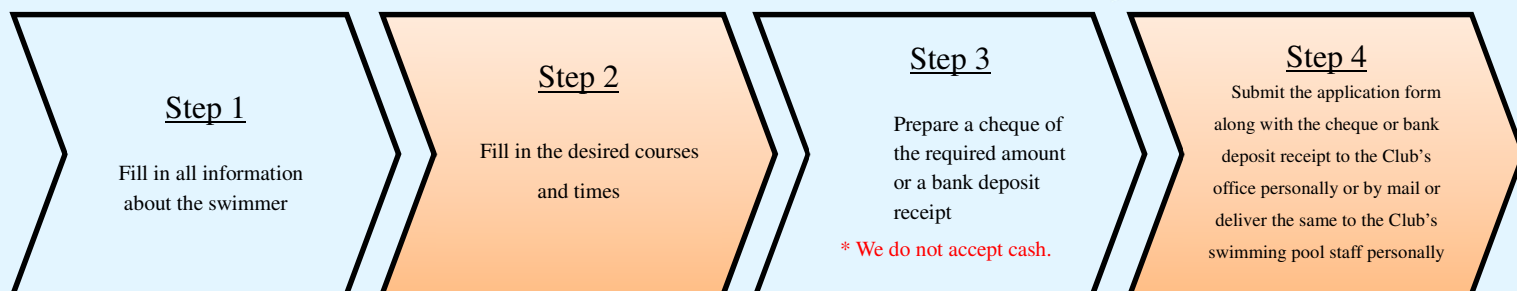 Step 1
Fill in all information
about the swimmer
Step 2
Fill in the desired courses
and times
Step 3
Prepare a cheque of
the required amount
or a bank deposit
receipt
* We do not accept cash.
Step 4
Submit the application form
along with the cheque or bank
deposit receipt to the Club’s
office personally or by mail or
deliver the same to the Club’s
swimming pool staff personally